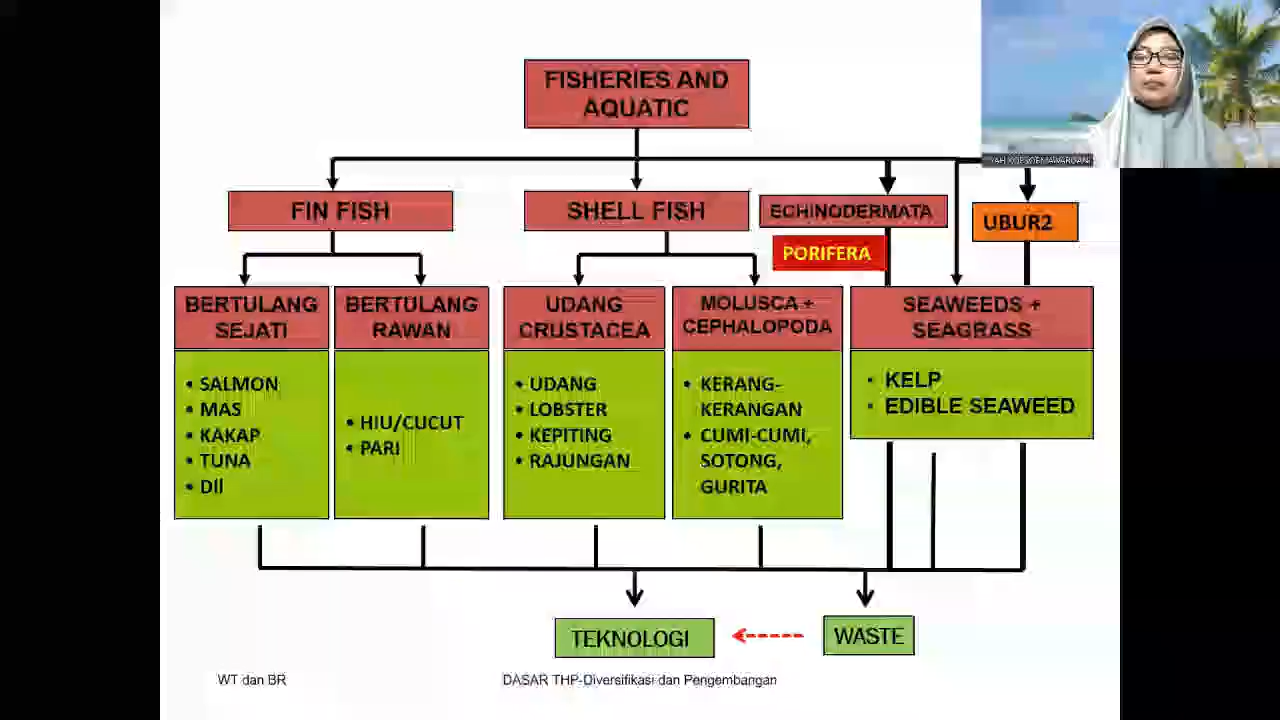 FISHERIES AND
AQUATIC
FIN FISH
SHELL FISH
ECHINODERMATA
PORIFERA
UBUR2
BERTULANG
SEJATI
• SALMON
• MAS
• KAKAP
• TUNA
• Dll
BERTULANG
RAWAN
• HIU/CUCUT
• PARI
UDANG
CRUSTACEA
• UDANG
• LOBSTER
• KEPITING
• RAJUNGAN
MOLUSCA +
CEPHALOPODA
• KERANG-
KERANGAN
• CUMI-CUMI,
SOTONG,
GURITA
SEAWEEDS +
SEAGRASS
• KELP
• EDIBLE SEAWEED
TEKNOLOGI
WASTE
WT dan BR
DASAR THP-Diversifikasi dan Pengembangan